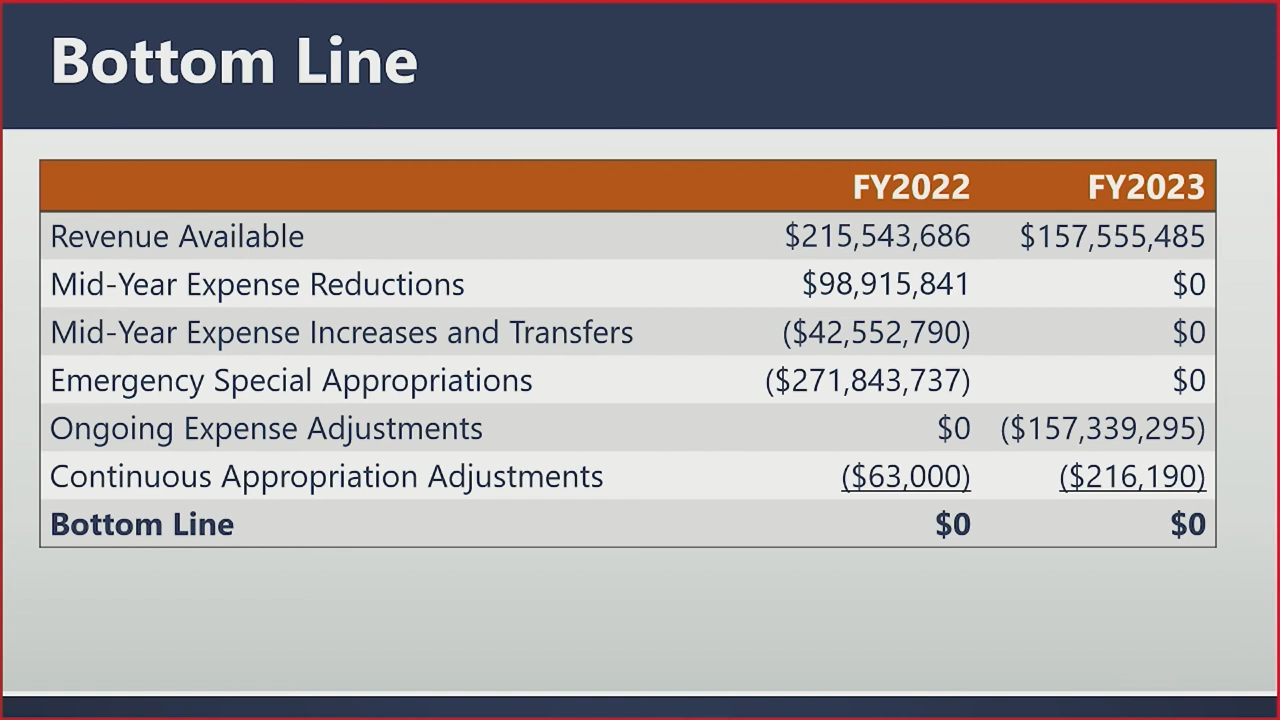 Bottom Line
FY2022 FY2023
Revenue Available $215,543,686 $157,555,485
Mid-Year Expense Reductions $98,915,841 $0
Mid-Year Expense Increases and Transfers ($42,552,790) $0
Emergency Special Appropriations ($271,843,737) $0
Ongoing Expense Adjustments $0 ($157,339,295)
Continuous Appropriation Adjustments ($63,000) ($216,190)
Bottom Line $0 $0